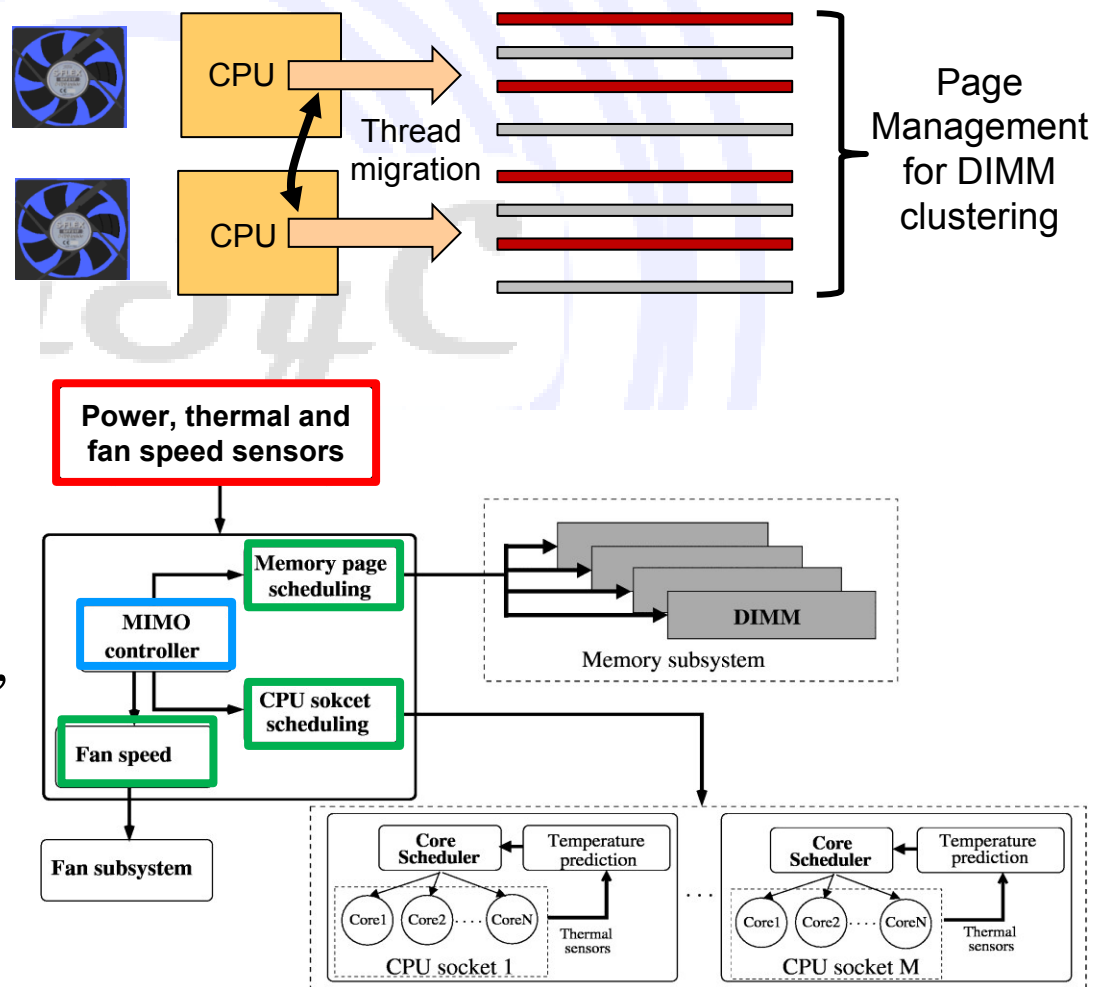 CPU
Thread
migration
CPU
Page
Management
for DIMM
clustering
Power, thermal and
fan speed sensors
Memory page
scheduling
MIMO
controller
CPU sokcet
scheduling
Fan speed
Fan subsystem
DIMM
Memory subsystem
,
Core
Scheduler
Temperature
prediction
Core1
Core2
....
CoreN
Thermal
sensors
CPU socket 1
. . .
Core
Scheduler
Temperature
prediction
Core1
Core2
....
CoreN
Thermal
sensors
CPU socket M